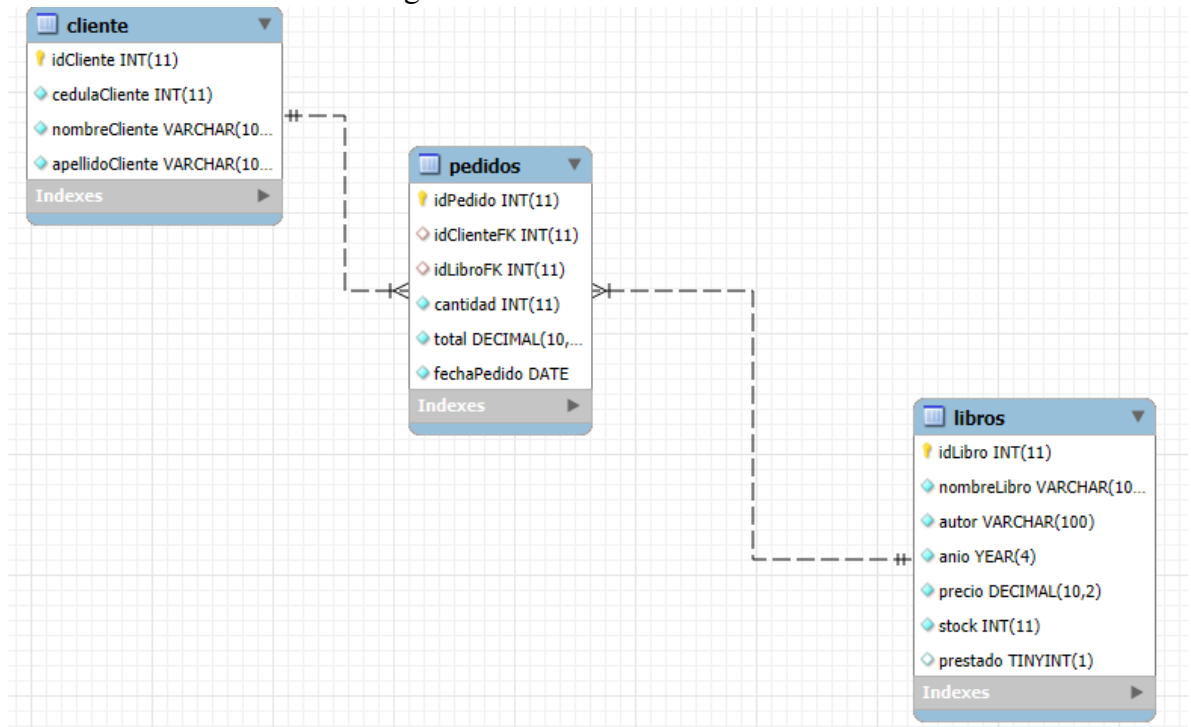 cliente
idCliente INT(11)
cedulaCliente INT(11)
nombreCliente VARCHAR(10...
apellidoCliente VARCHAR(10...
Indexes
pedidos
idPedido INT(11)
idClienteFK INT(11)
idLibroFK INT(11)
cantidad INT(11)
total DECIMAL(10,...
fechaPedido DATE
Indexes
libros
idLibro INT(11)
nombreLibro VARCHAR(10...
autor VARCHAR(100)
anio YEAR(4)
precio DECIMAL(10,2)
stock INT(11)
prestado TINYINT(1)
Indexes